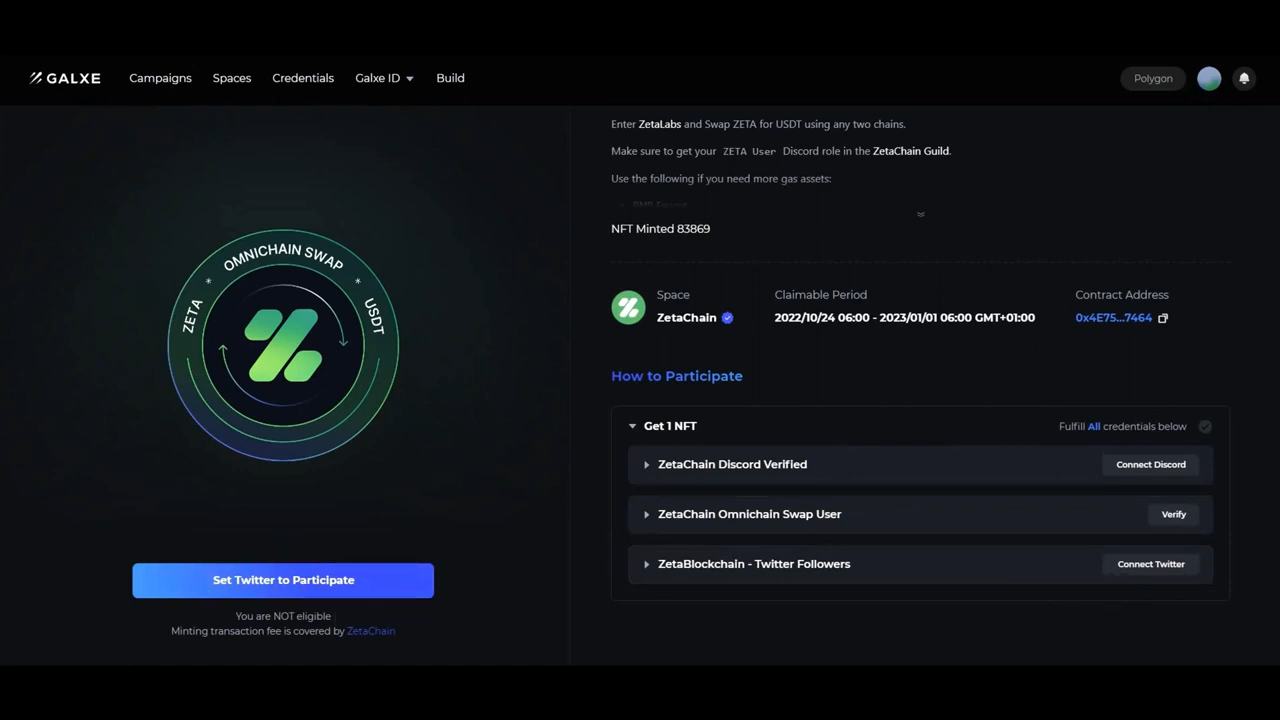 GALXE
Campaigns
Spaces
Credentials
Galxe ID
Build
Polygon
ZETA * OMNICHAIN SWAP * USDT
Set Twitter to Participate
You are NOT eligible
Minting transaction fee is covered by ZetaChain
Enter ZetaLabs and Swap ZETA for USDT using any two chains.
Make sure to get your ZETA User Discord role in the ZetaChain Guild.
Use the following if you need more gas assets:
NFT Minted 83869
Space
ZetaChain
Claimable Period
2022/10/24 06:00 - 2023/01/01 06:00 GMT+01:00
Contract Address
0x4E75...7464
How to Participate
Get 1 NFT
Fulfill All credentials below
ZetaChain Discord Verified
Connect Discord
ZetaChain Omnichain Swap User
Verify
ZetaBlockchain - Twitter Followers
Connect Twitter